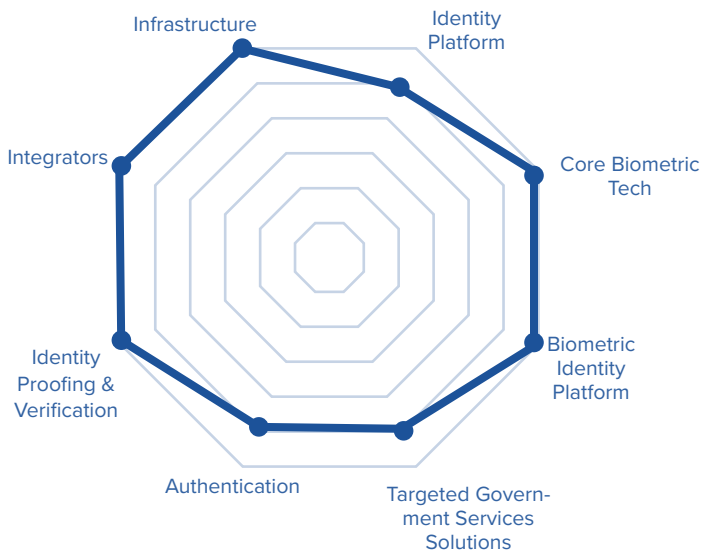 Infrastructure
Identity
Platform
Integrators
Core Biometric
Tech
Identity
Proofing &
Verification
Biometric
Identity
Platform
Authentication
Targeted Govern-
ment Services
Solutions